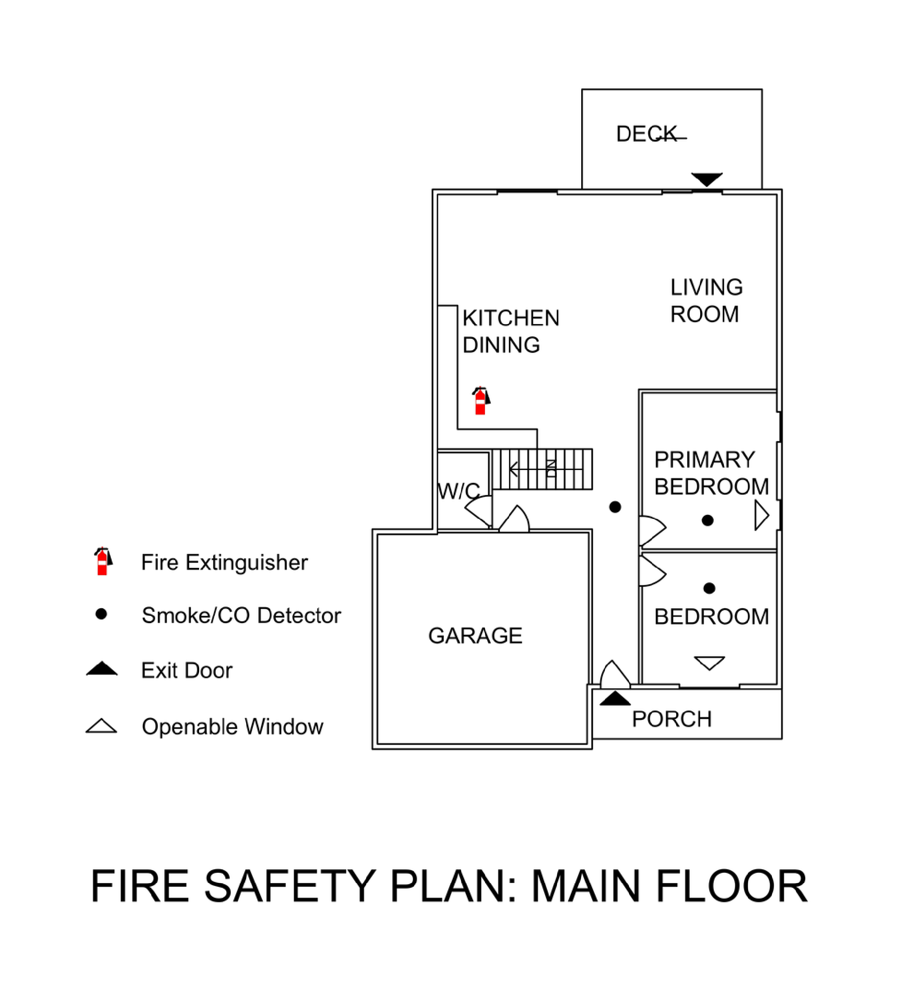 DECK
LIVING
ROOM
KITCHEN
DINING
PRIMARY
BEDROOM
DN
W/C
Fire Extinguisher
Smoke/CO Detector
BEDROOM
GARAGE
Exit Door
PORCH
Openable Window
FIRE SAFETY PLAN: MAIN FLOOR